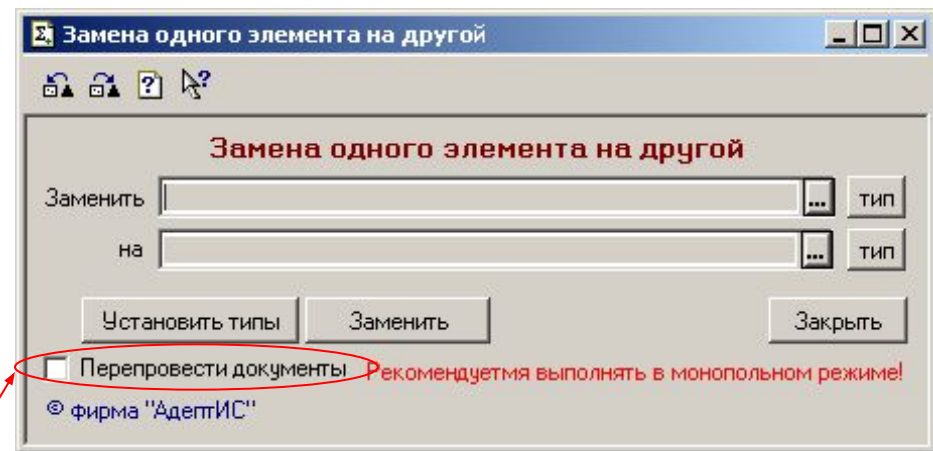 Замена одного элемента на другой
Замена одного элемента на другой
Заменить ... тип
на ... тип
Установить типы Заменить Закрыть
Перепровести документы Рекомендуетмя выполнять в монопольном режиме!
© фирма "АдептИС"